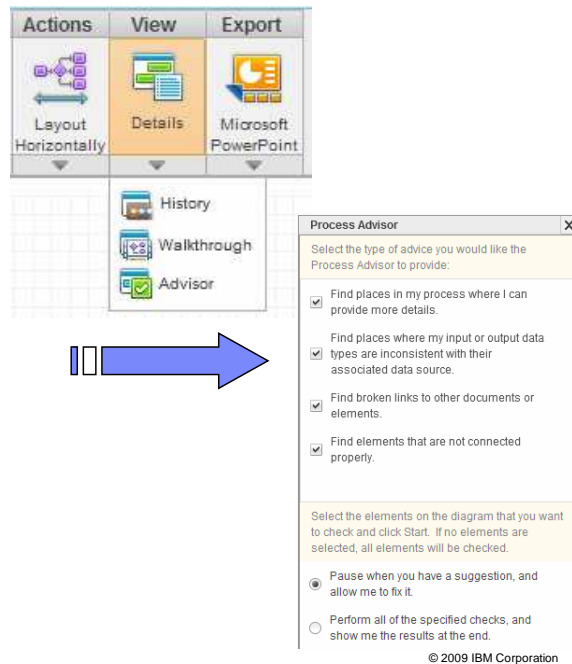 Actions View Export
Layout Horizontally
Details
Microsoft PowerPoint
History
Walkthrough
Advisor
Process Advisor X
Select the type of advice you would like the
Process Advisor to provide:
Find places in my process where I can
provide more details.
Find places where my input or output data
types are inconsistent with their
associated data source.
Find broken links to other documents or
elements.
Find elements that are not connected
properly.
Select the elements on the diagram that you want
to check and click Start. If no elements are
selected, all elements will be checked.
Pause when you have a suggestion, and
allow me to fix it.
Perform all of the specified checks, and
show me the results at the end.
© 2009 IBM Corporation